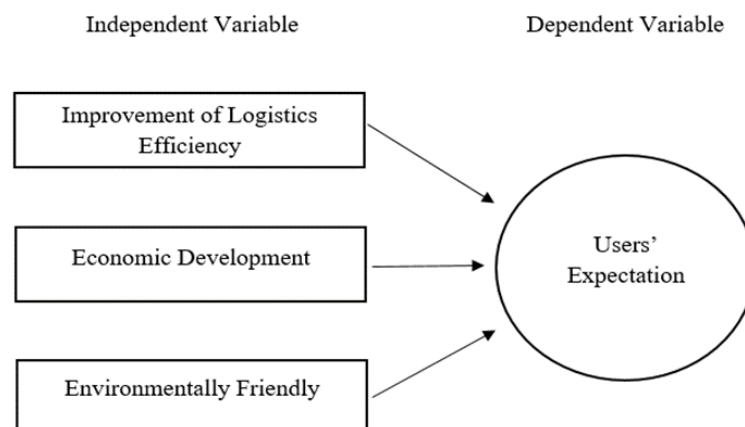 Independent Variable
Dependent Variable
Improvement of Logistics
Efficiency
Economic Development
Environmentally Friendly
Users’
Expectation